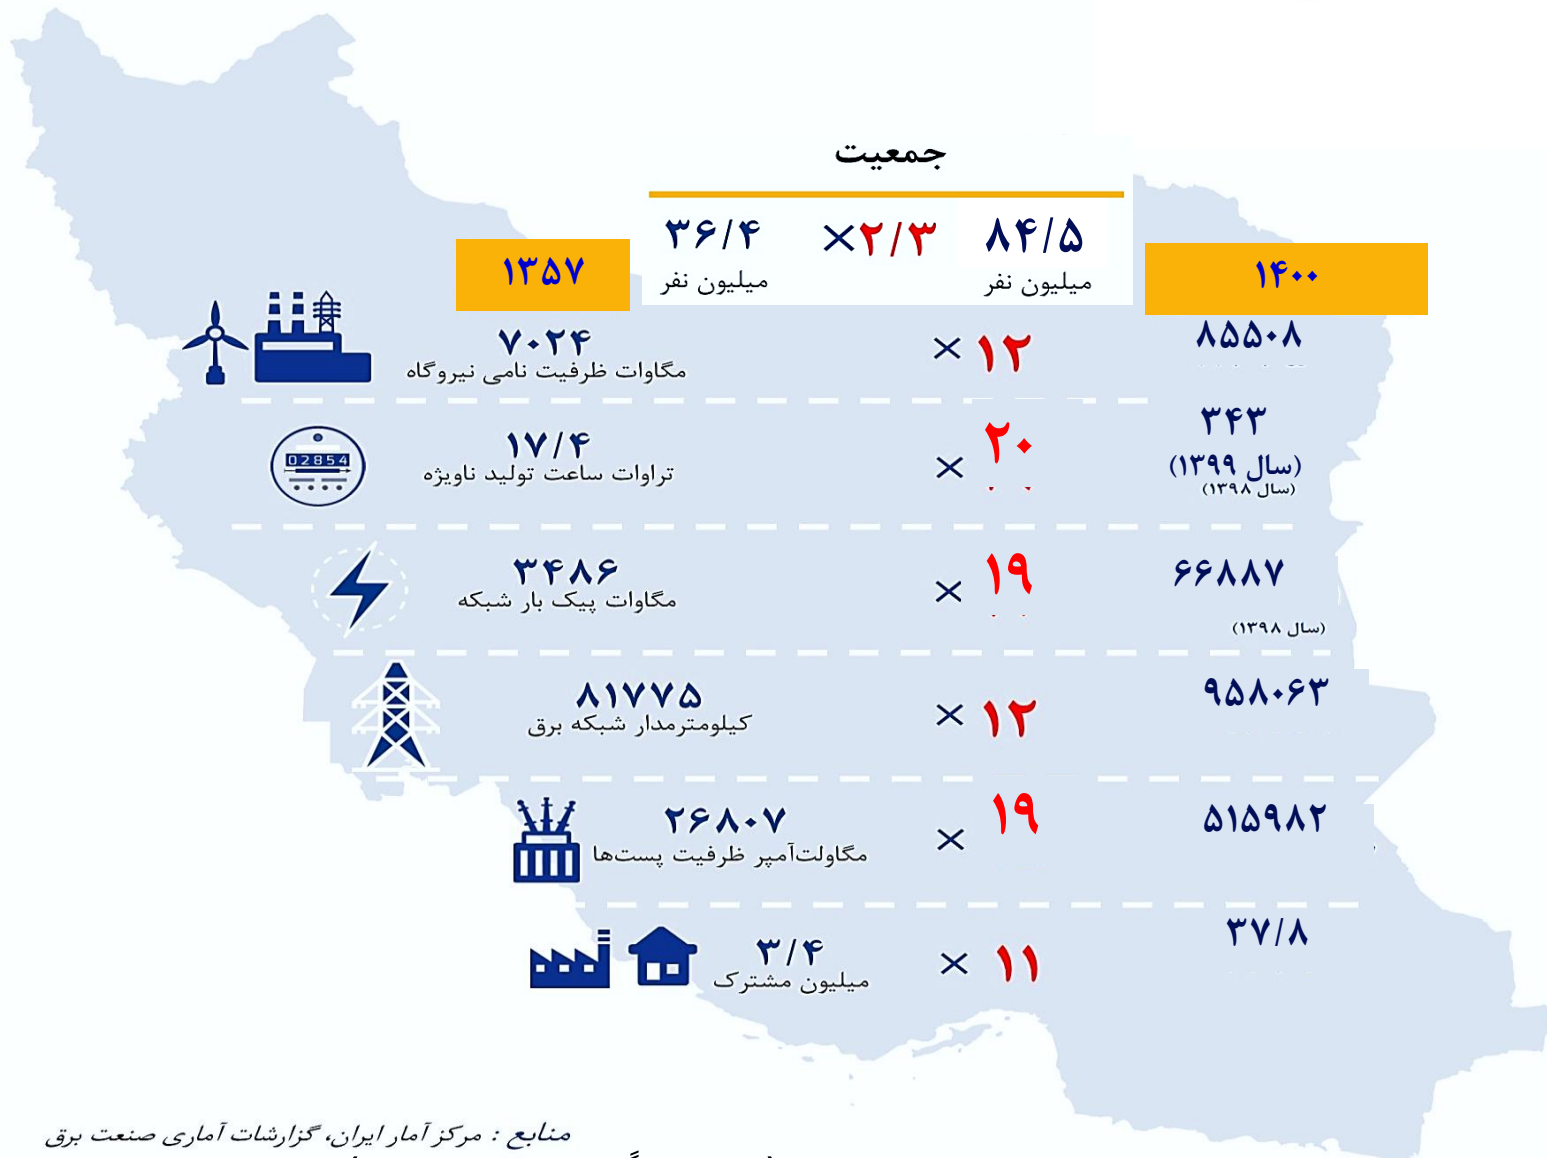 جمعیت
۸۴/۵ ×۲/۳ ۳۶/۴
میلیون نفر میلیون نفر
۱۴۰۰ ۱۳۵۷
۸۵۵۰۸ ۱۲ × ۷۰۲۴
مگاوات ظرفیت نامی نیروگاه
۳۴۳ ۲۰ × ۱۷/۴
(سال ۱۳۹۹) تراوات ساعت تولید ناویژه
(سال ۱۳۹۸)
02854
۶۶۸۸۷ ۱۹ × ۳۴۸۶
مگاوات پیک بار شبکه
(سال ۱۳۹۸)
۹۵۸۰۶۳ ۱۲ × ۸۱۷۷۵
کیلومترمدار شبکه برق
۵۱۵۹۸۲ ۱۹ × ۲۶۸۰۷
مگاولت‌آمپر ظرفیت پست‌ها
۳۷/۸ ۱۱ × ۳/۴
میلیون مشترک
منابع : مرکز آمار ایران، گزارشات آماری صنعت برق